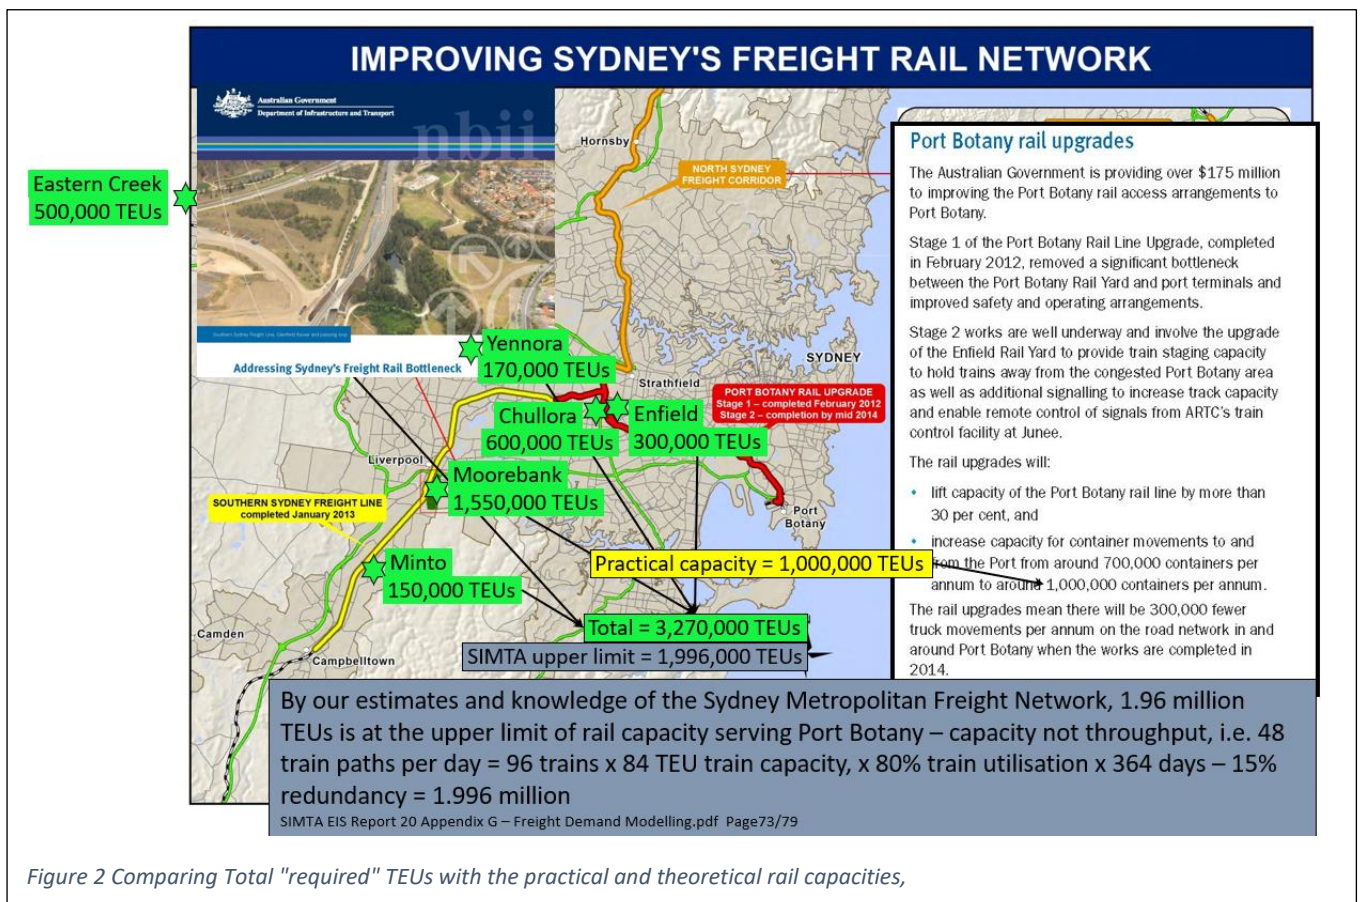 IMPROVING SYDNEY'S FREIGHT RAIL NETWORK
Australian Government
Department of Infrastructure and Transport
nbii
Southern Sydney Freight Line, Glenfield flyover and passing loop
Addressing Sydney's Freight Rail Bottleneck
Eastern Creek
500,000 TEUs
Hornsby
NORTH SYDNEY
FREIGHT CORRIDOR
Yennora
170,000 TEUs
SYDNEY
Strathfield
PORT BOTANY RAIL UPGRADE
Stage 1 – completed February 2012
Stage 2 – completion by mid 2014
Chullora
600,000 TEUs
Enfield
300,000 TEUs
Liverpool
Moorebank
1,550,000 TEUs
SOUTHERN SYDNEY FREIGHT LINE
completed January 2013
Port
Botany
Minto
150,000 TEUs
Practical capacity = 1,000,000 TEUs
Camden
Campbelltown
Total = 3,270,000 TEUs
SIMTA upper limit = 1,996,000 TEUs
Port Botany rail upgrades
The Australian Government is providing over $175 million
to improving the Port Botany rail access arrangements to
Port Botany.
Stage 1 of the Port Botany Rail Line Upgrade, completed
in February 2012, removed a significant bottleneck
between the Port Botany Rail Yard and port terminals and
improved safety and operating arrangements.
Stage 2 works are well underway and involve the upgrade
of the Enfield Rail Yard to provide train staging capacity
to hold trains away from the congested Port Botany area
as well as additional signalling to increase track capacity
and enable remote control of signals from ARTC's train
control facility at Junee.
The rail upgrades will:
• lift capacity of the Port Botany rail line by more than
30 per cent, and
• increase capacity for container movements to and
from the Port from around 700,000 containers per
annum to around 1,000,000 containers per annum.
The rail upgrades mean there will be 300,000 fewer
truck movements per annum on the road network in and
around Port Botany when the works are completed in
2014.
By our estimates and knowledge of the Sydney Metropolitan Freight Network, 1.96 million
TEUs is at the upper limit of rail capacity serving Port Botany – capacity not throughput, i.e. 48
train paths per day = 96 trains x 84 TEU train capacity, x 80% train utilisation x 364 days – 15%
redundancy = 1.996 million
SIMTA EIS Report 20 Appendix G – Freight Demand Modelling.pdf Page73/79
Figure 2 Comparing Total "required" TEUs with the practical and theoretical rail capacities,